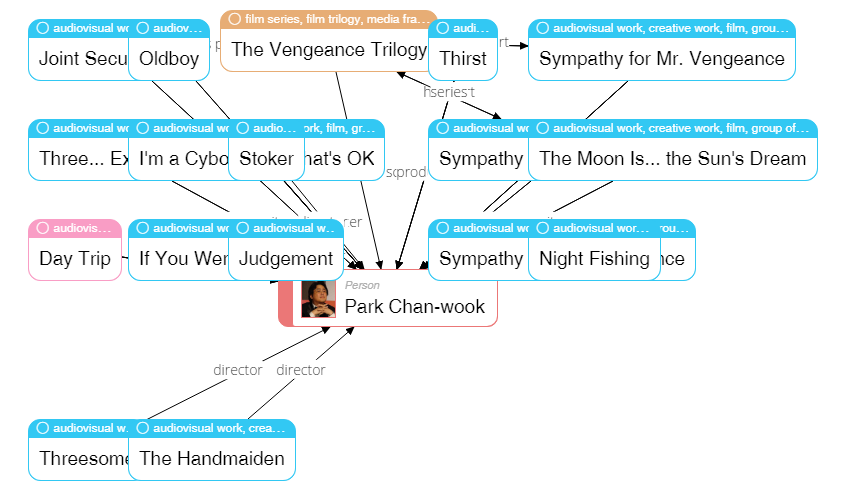 audiovisual wo
audiov...
film series, film trilogy, media fra...
audi...
audiovisual work, creative work, film, grou...
Joint Secu
Oldboy
The Vengeance Trilogy
Thirst
Sympathy for Mr. Vengeance
audiovisual wo
audiovisual wo
audio...
ork, film, gr...
audiovisual wo
audiovisual work, creative work, film, group of...
Three... Ex
I'm a Cybo
Stoker
hat's OK
Sympathy
The Moon Is... the Sun's Dream
audiovis...
audiovisual wo
audiovisual w...
audiovisual wo
audiovisual wor...
rou...
Day Trip
If You Wer
Judgement
Sympathy
Night Fishing
nce
Person
Park Chan-wook
director
director
audiovisual w
audiovisual work, crea...
Threesome
The Handmaiden